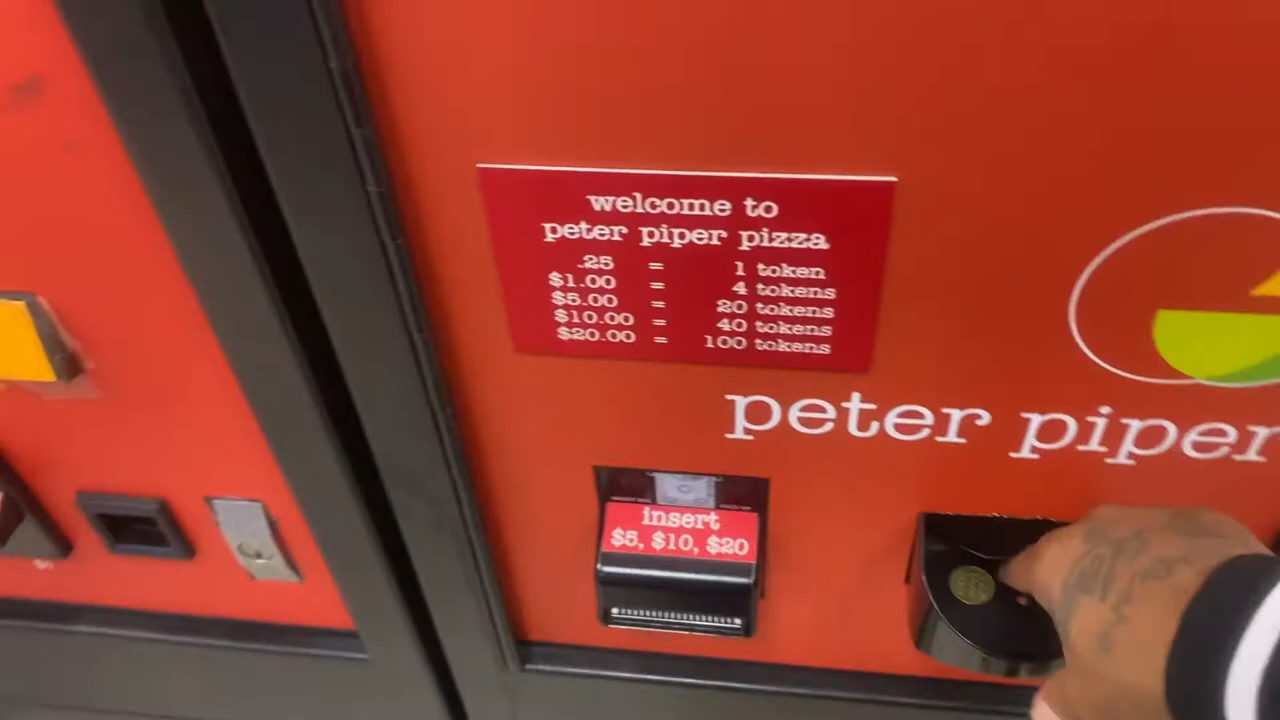 welcome to
peter piper pizza
.25 = 1 token
$1.00 = 4 tokens
$5.00 = 20 tokens
$10.00 = 40 tokens
$20.00 = 100 tokens
peter piper
insert
$5, $10, $20